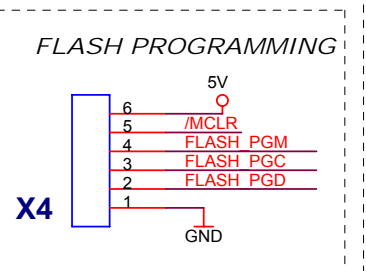 FLASH PROGRAMMING
5V
6
5 /MCLR
4 FLASH_PGM
3 FLASH_PGC
2 FLASH_PGD
1
X4
GND